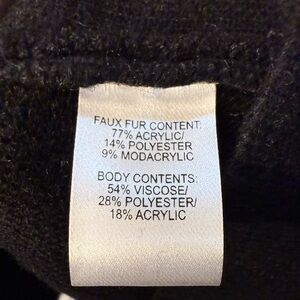 FAUX FUR CONTENT:
77% ACRYLIC/
14% POLYESTER
9% MODACRYLIC
BODY CONTENTS:
54% VISCOSE/
28% POLYESTER/
18% ACRYLIC